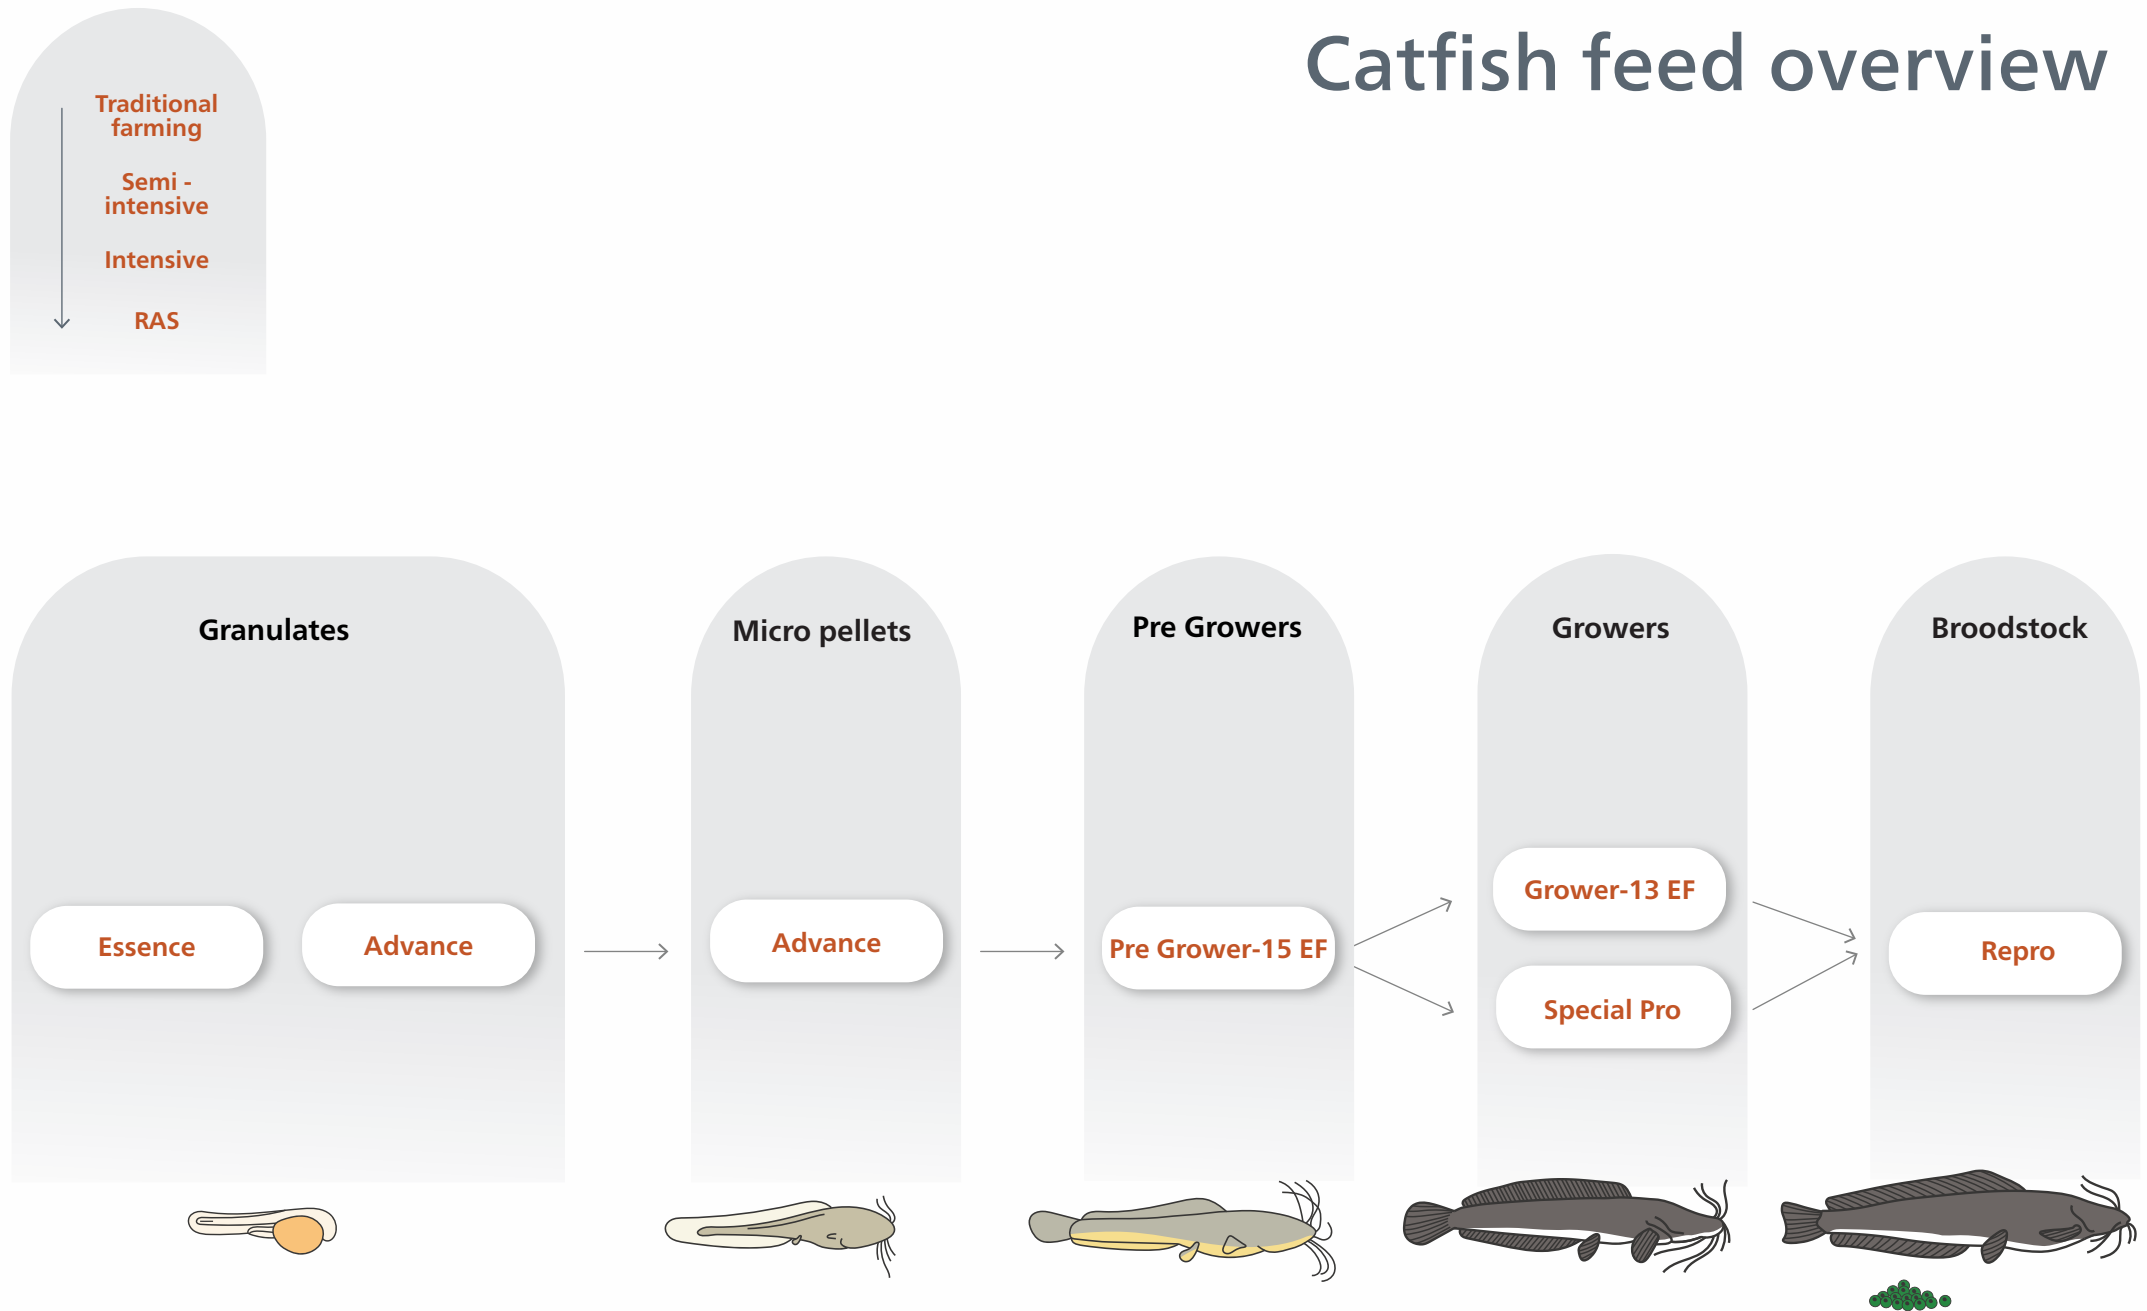 Catfish feed overview
Traditional
farming
Semi -
intensive
Intensive
RAS
Granulates
Micro pellets
Pre Growers
Growers
Broodstock
Essence
Advance
Advance
Pre Grower-15 EF
Grower-13 EF
Special Pro
Repro